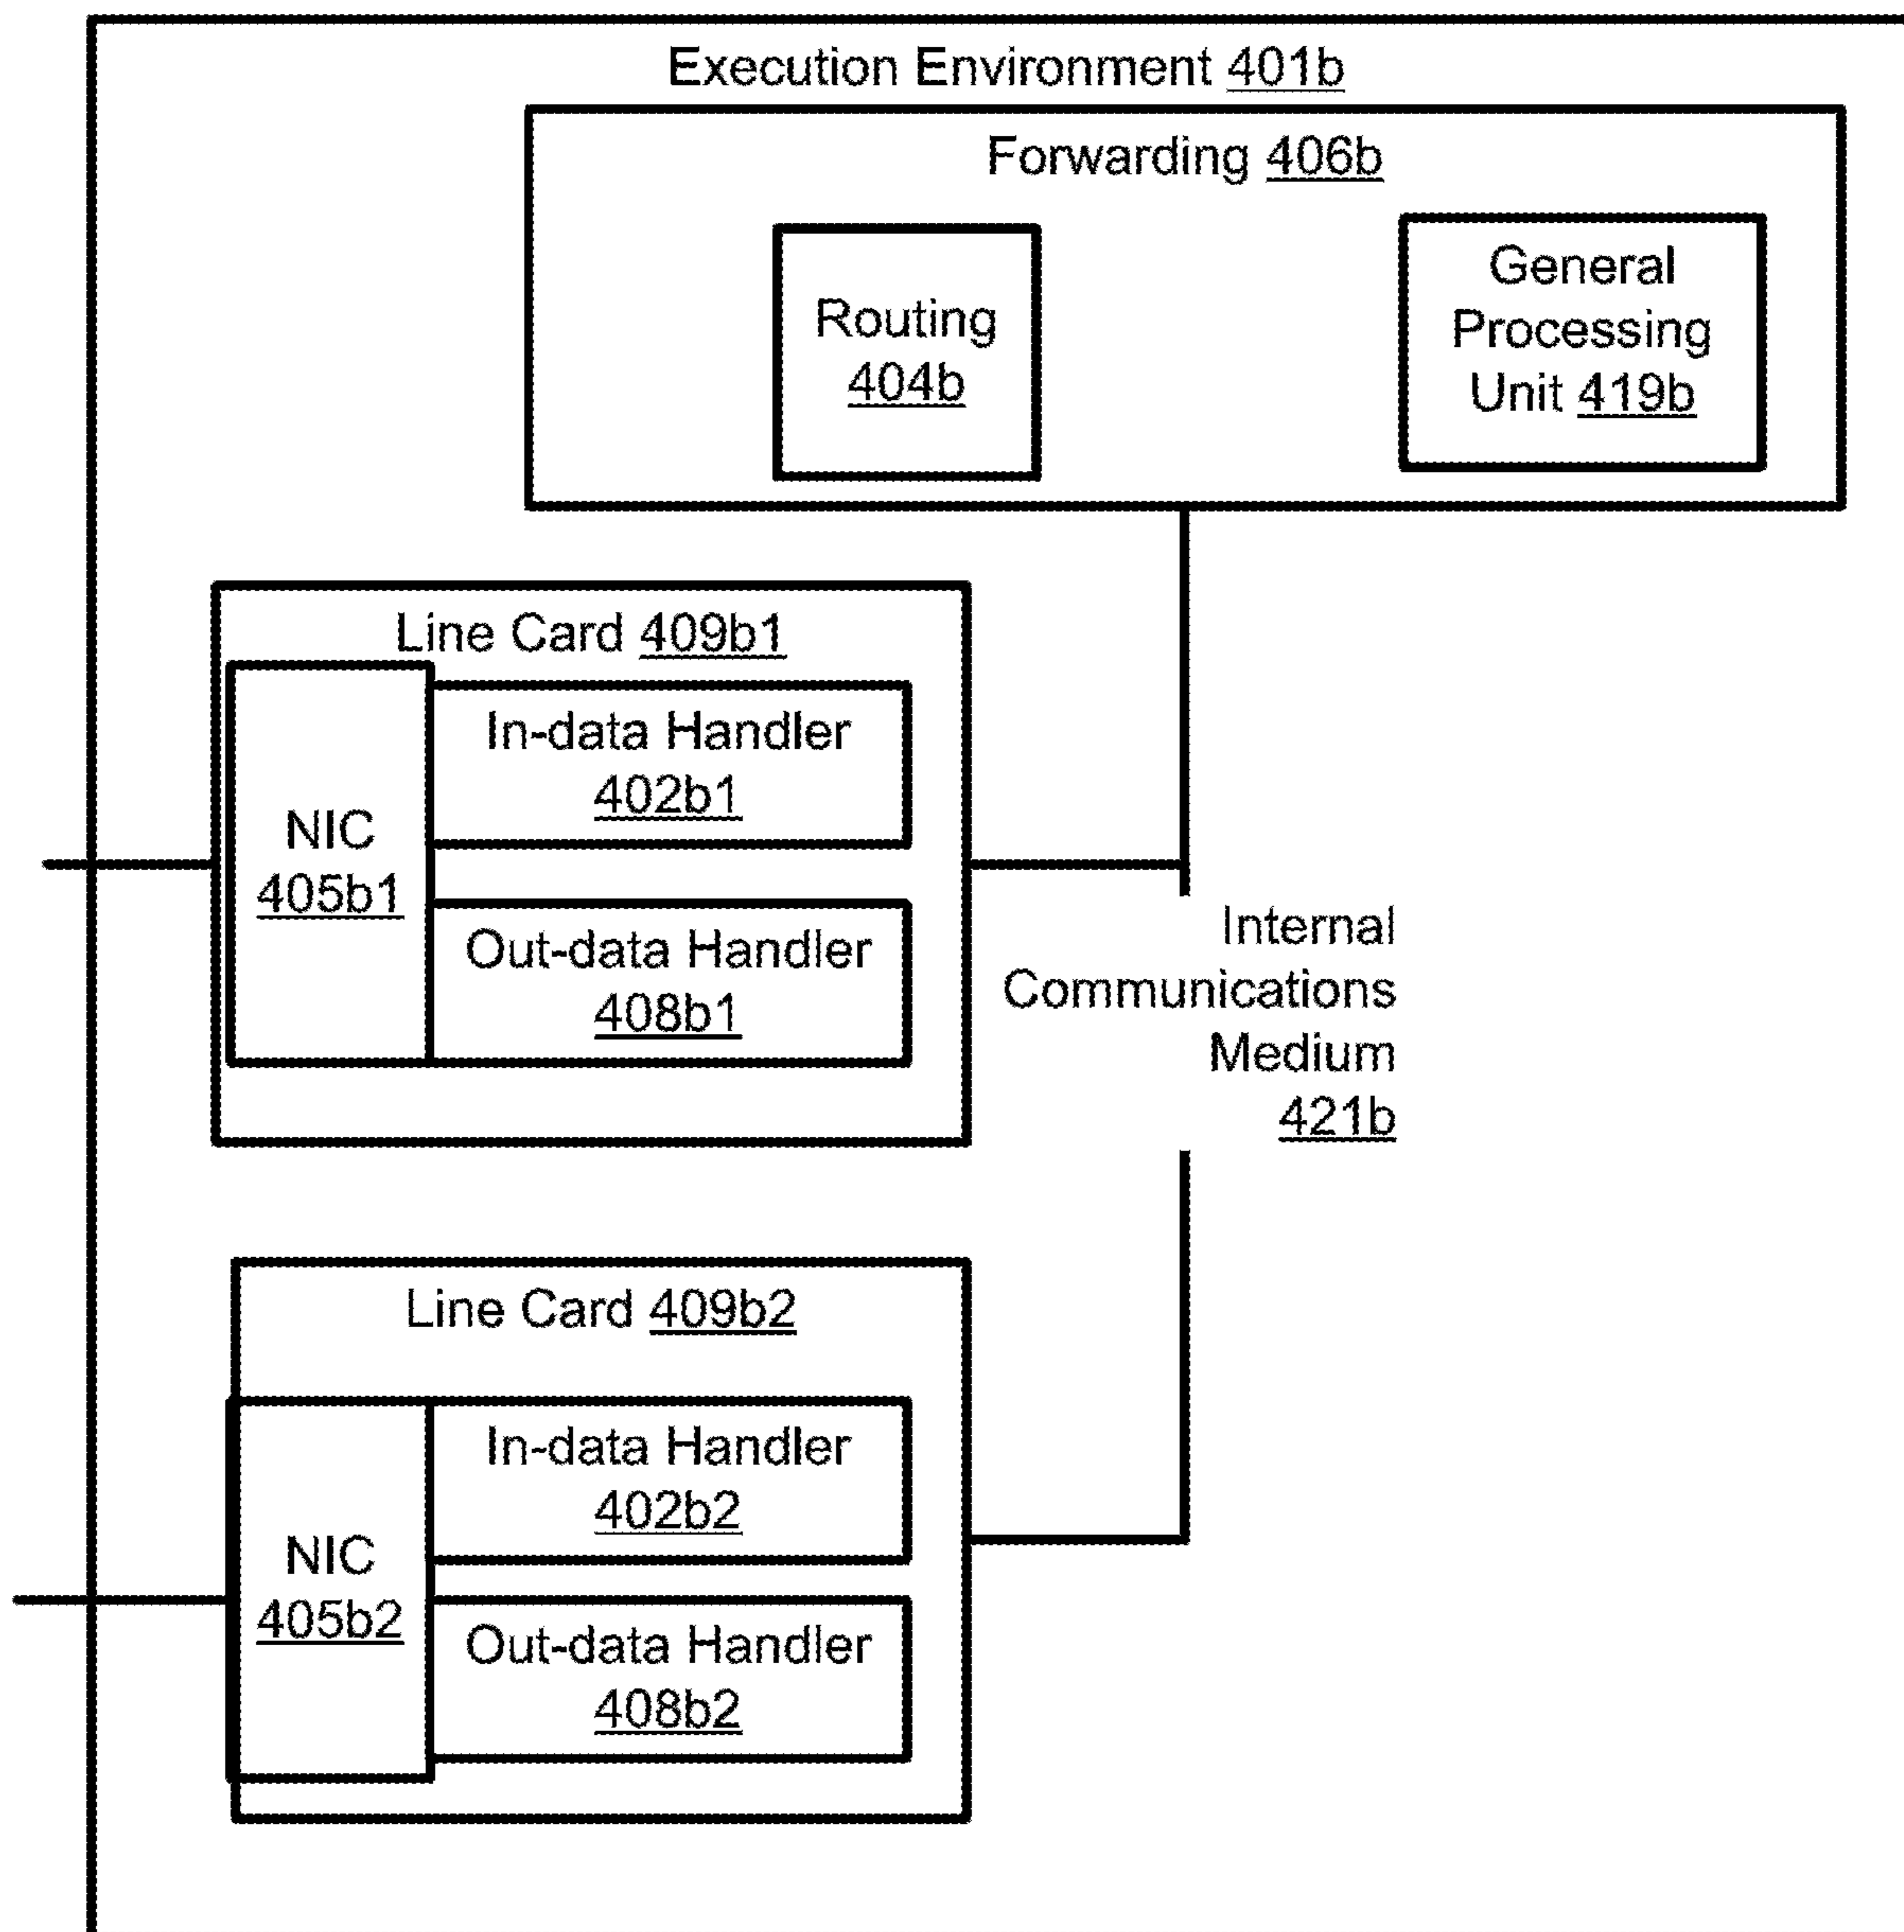 Execution Environment 401b
Forwarding 406b
Routing
404b
General
Processing
Unit 419b
Line Card 409b1
In-data Handler
402b1
NIC
405b1
Out-data Handler
408b1
Internal
Communications
Medium
421b
Line Card 409b2
In-data Handler
402b2
NIC
405b2
Out-data Handler
408b2